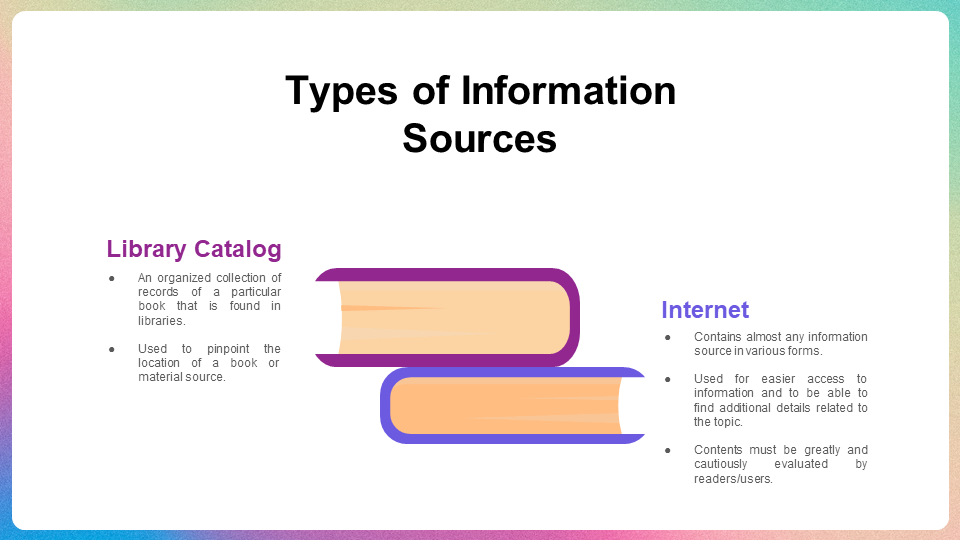 Types of Information
Sources
Library Catalog
● An organized collection of
records of a particular
book that is found in
libraries.
● Used to pinpoint the
location of a book or
material source.
Internet
● Contains almost any information
source in various forms.
● Used for easier access to
information and to be able to
find additional details related to
the topic.
● Contents must be greatly and
cautiously evaluated by
readers/users.